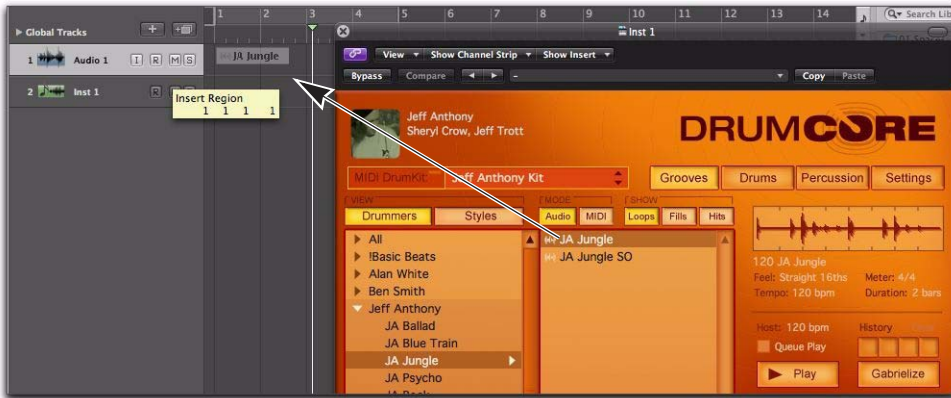 1 2 3 4 5 6 7 8 9 10 11 12 13 14
Search Lib
Global Tracks
Inst 1
1 Audio 1 I R M S
JA Jungle
View Show Channel Strip Show Insert
Bypass Compare - Copy Paste
2 Inst 1 R
Insert Region
1 1 1 1
Jeff Anthony
Sheryl Crow, Jeff Trott
DRUMCORE
MIDI DrumKit: Jeff Anthony Kit
Grooves Drums Percussion Settings
VIEW MODE SHOW
Drummers Styles Audio MIDI Loops Fills Hits
All
!Basic Beats
Alan White
Ben Smith
Jeff Anthony
JA Ballad
JA Blue Train
JA Jungle
JA Psycho
JA Jungle
JA Jungle SO
120 JA Jungle
Feel: Straight 16ths Meter: 4/4
Tempo: 120 bpm Duration: 2 bars
Host: 120 bpm History
Queue Play
Play Gabrielize